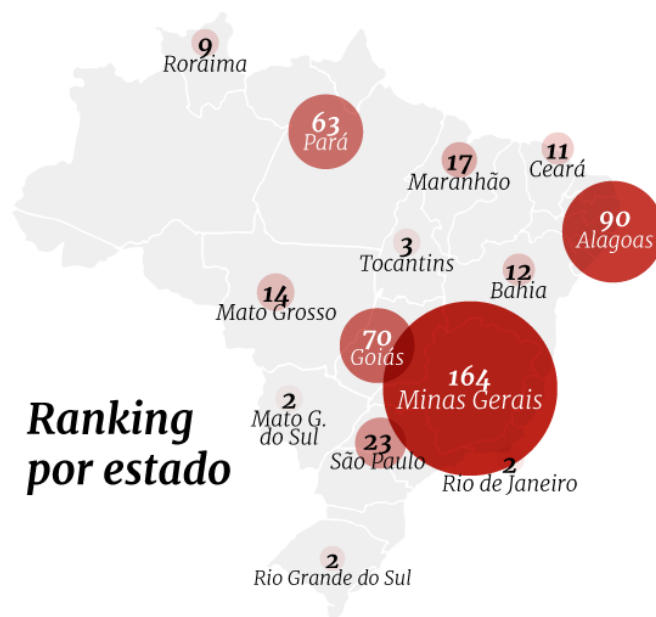 9
Roraima
63
Pará
17
Maranhão
11
Ceará
90
Alagoas
3
Tocantins
12
Bahia
14
Mato Grosso
70
Goiás
164
Minas Gerais
2
Mato G.
do Sul
Ranking
por estado
23
São Paulo
2
Rio de Janeiro
2
Rio Grande do Sul